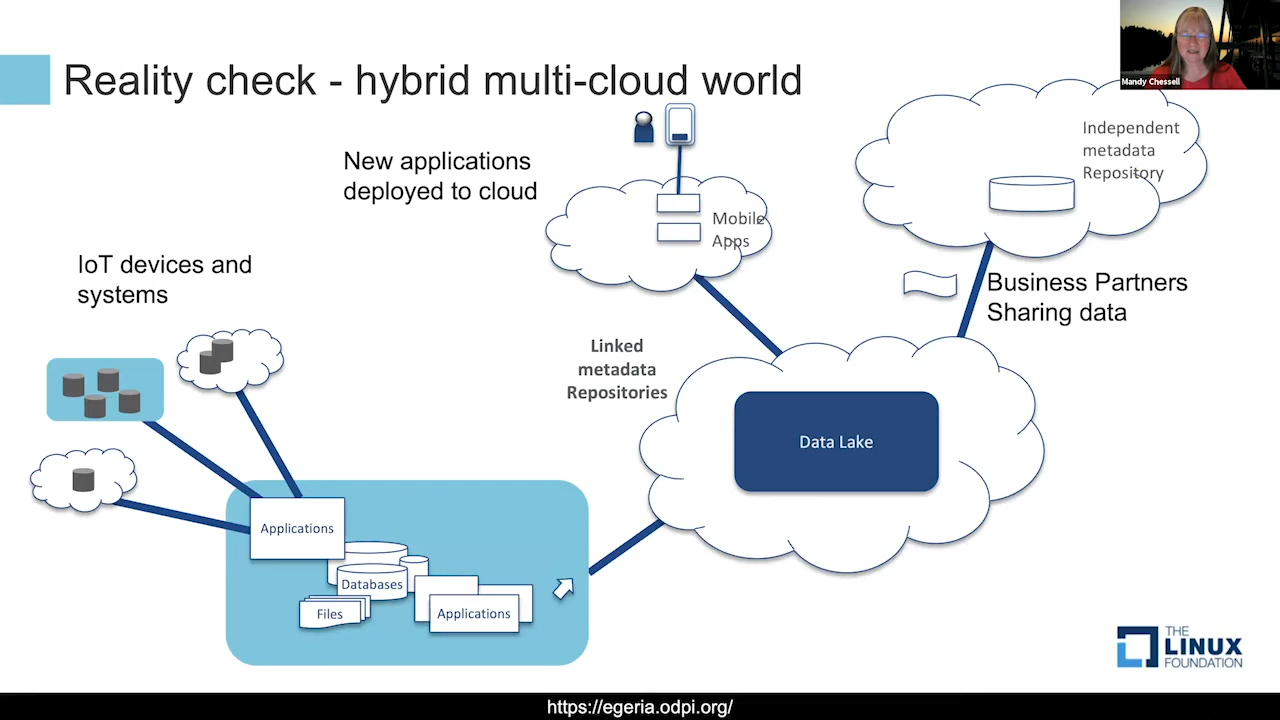 Mandy Chessell
Reality check - hybrid multi-cloud world
New applications
deployed to cloud
Independent
metadata
Repository
Mobile
Apps
IoT devices and
systems
Business Partners
Sharing data
Linked
metadata
Repositories
Data Lake
Applications
Databases
Files
Applications
THE
LINUX
FOUNDATION
https://egeria.odpi.org/